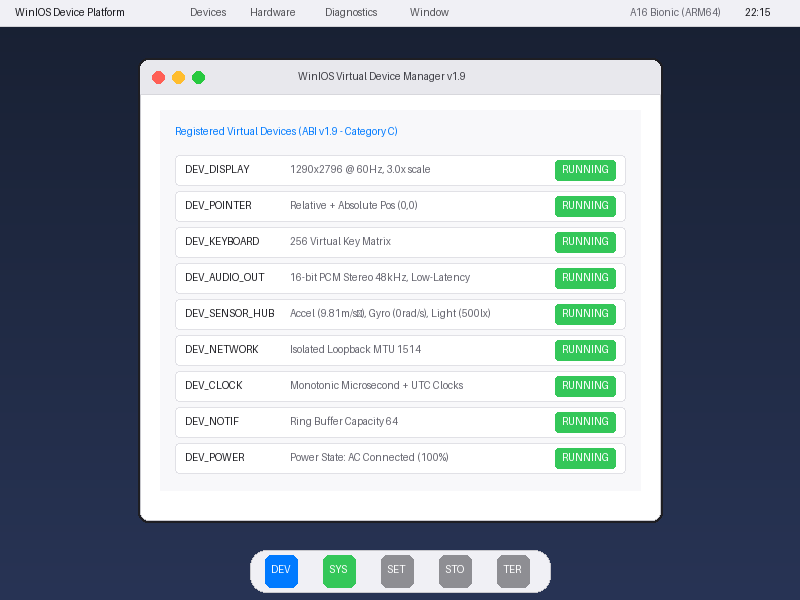 WinIOS Device Platform Devices Hardware Diagnostics Window A16 Bionic (ARM64) 22:15
WinIOS Virtual Device Manager v1.9
Registered Virtual Devices (ABI v1.9 - Category C)
DEV_DISPLAY 1290x2796 @ 60Hz, 3.0x scale RUNNING
DEV_POINTER Relative + Absolute Pos (0,0) RUNNING
DEV_KEYBOARD 256 Virtual Key Matrix RUNNING
DEV_AUDIO_OUT 16-bit PCM Stereo 48kHz, Low-Latency RUNNING
DEV_SENSOR_HUB Accel (9.81m/s▯), Gyro (0rad/s), Light (500lx) RUNNING
DEV_NETWORK Isolated Loopback MTU 1514 RUNNING
DEV_CLOCK Monotonic Microsecond + UTC Clocks RUNNING
DEV_NOTIF Ring Buffer Capacity 64 RUNNING
DEV_POWER Power State: AC Connected (100%) RUNNING
DEV SYS SET STO TER